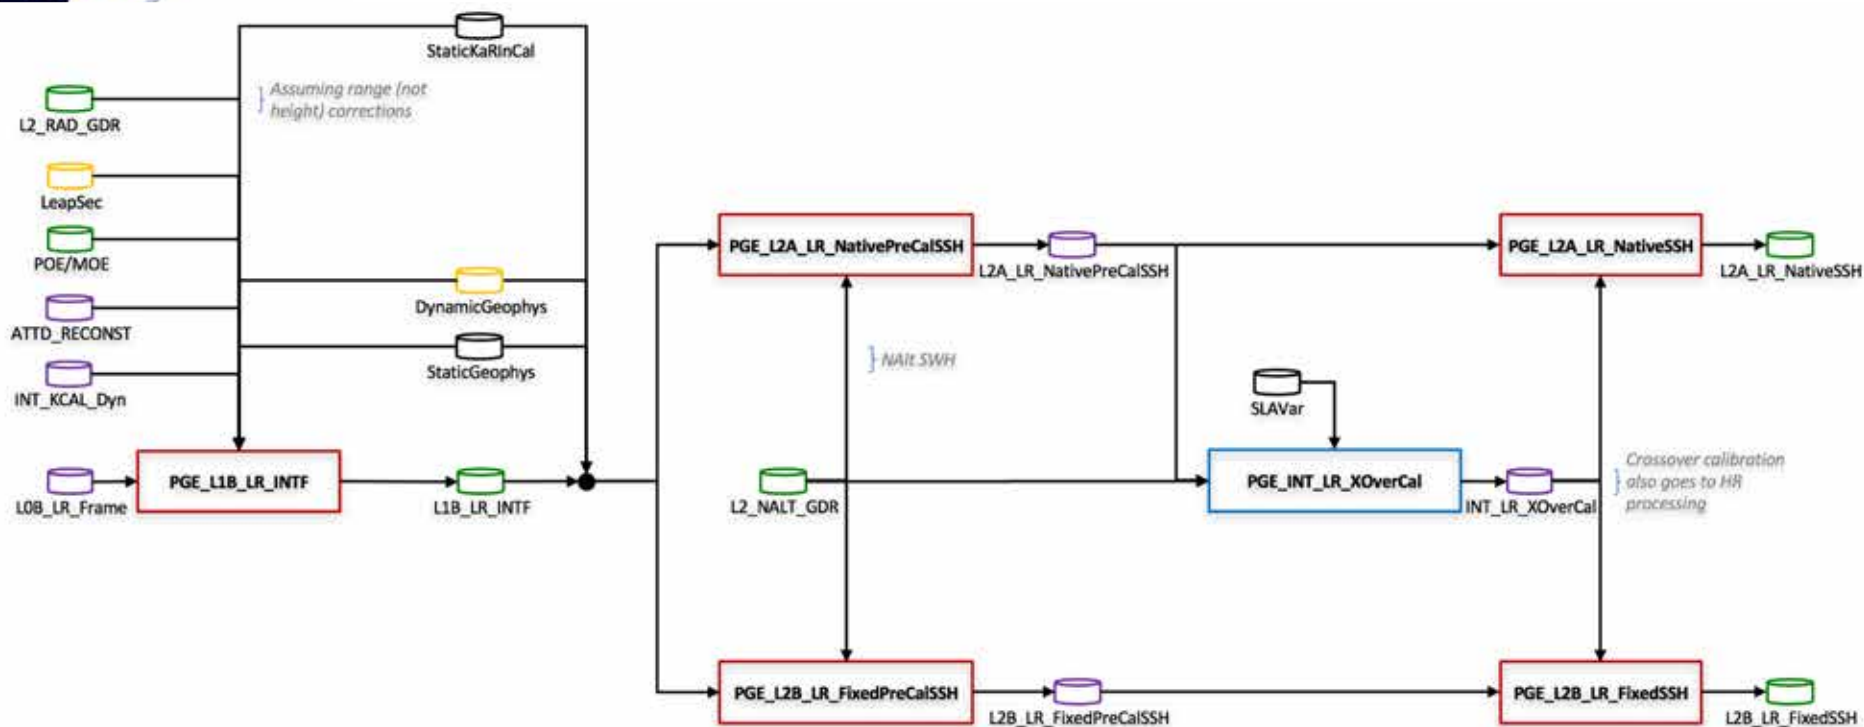 StaticKaRInCal
Assuming range (not
height) corrections
L2_RAD_GDR
LeapSec
POE/MOE
ATTD_RECONST
INT_KCAL_Dyn
DynamicGeophys
StaticGeophys
L0B_LR_Frame
PGE_L1B_LR_INTF
L1B_LR_INTF
PGE_L2A_LR_NativePreCalSSH
L2A_LR_NativePreCalSSH
PGE_L2A_LR_NativeSSH
L2A_LR_NativeSSH
NAlt SWH
SLAVar
L2_NALT_GDR
PGE_INT_LR_XOverCal
INT_LR_XOverCal
Crossover calibration
also goes to HR
processing
PGE_L2B_LR_FixedPreCalSSH
L2B_LR_FixedPreCalSSH
PGE_L2B_LR_FixedSSH
L2B_LR_FixedSSH